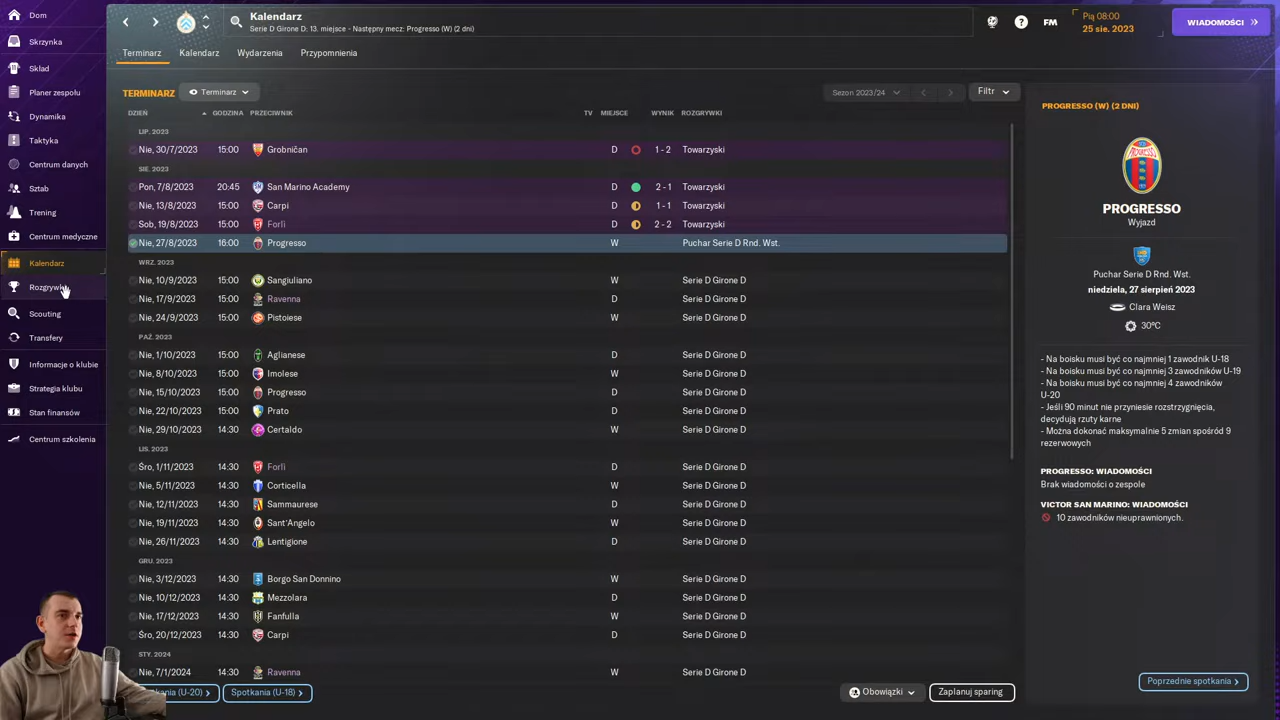 Dom
Skrzynka
Skład
Planer zespołu
Dynamika
Taktyka
Centrum danych
Sztab
Trening
Centrum medyczne
Kalendarz
Rozgrywki
Scouting
Transfery
Informacje o klubie
Strategia klubu
Stan finansów
Centrum szkolenia
Kalendarz
Serie D Girone D: 13. miejsce - Następny mecz: Progresso (W) (2 dni)
FM
Pią 08:00
25 sie. 2023
WIADOMOŚCI
Terminarz Kalendarz Wydarzenia Przypomnienia
TERMINARZ Terminarz Sezon 2023/24 Filtr
DZIEŃ GODZINA PRZECIWNIK TV MIEJSCE WYNIK ROZGRYWKI
LIP. 2023
Nie, 30/7/2023 15:00 Grobničan D 1 - 2 Towarzyski
SIE. 2023
Pon, 7/8/2023 20:45 San Marino Academy D 2 - 1 Towarzyski
Nie, 13/8/2023 15:00 Carpi D 1 - 1 Towarzyski
Sob, 19/8/2023 15:00 Forlì D 2 - 2 Towarzyski
Nie, 27/8/2023 16:00 Progresso W Puchar Serie D Rnd. Wst.
WRZ. 2023
Nie, 10/9/2023 15:00 Sangiuliano W Serie D Girone D
Nie, 17/9/2023 15:00 Ravenna D Serie D Girone D
Nie, 24/9/2023 15:00 Pistoiese W Serie D Girone D
PAŹ. 2023
Nie, 1/10/2023 15:00 Aglianese D Serie D Girone D
Nie, 8/10/2023 15:00 Imolese W Serie D Girone D
Nie, 15/10/2023 15:00 Progresso D Serie D Girone D
Nie, 22/10/2023 15:00 Prato D Serie D Girone D
Nie, 29/10/2023 14:30 Certaldo W Serie D Girone D
LIS. 2023
Śro, 1/11/2023 14:30 Forlì D Serie D Girone D
Nie, 5/11/2023 14:30 Corticella W Serie D Girone D
Nie, 12/11/2023 14:30 Sammaurese D Serie D Girone D
Nie, 19/11/2023 14:30 Sant'Angelo W Serie D Girone D
Nie, 26/11/2023 14:30 Lentigione D Serie D Girone D
GRU. 2023
Nie, 3/12/2023 14:30 Borgo San Donnino W Serie D Girone D
Nie, 10/12/2023 14:30 Mezzolara D Serie D Girone D
Nie, 17/12/2023 14:30 Fanfulla W Serie D Girone D
Śro, 20/12/2023 14:30 Carpi D Serie D Girone D
STY. 2024
Nie, 7/1/2024 14:30 Ravenna W Serie D Girone D
(U-20) Spotkania (U-18) Obowiązki Zaplanuj sparing
PROGRESSO (W) (2 DNI)
PROGRESSO
Wyjazd
Puchar Serie D Rnd. Wst.
niedziela, 27 sierpień 2023
Clara Weisz
30°C
- Na boisku musi być co najmniej 1 zawodnik U-18
- Na boisku musi być co najmniej 3 zawodników U-19
- Na boisku musi być co najmniej 4 zawodników
U-20
- Jeśli 90 minut nie przyniesie rozstrzygnięcia,
decydują rzuty karne
- Można dokonać maksymalnie 5 zmian spośród 9
rezerwowych
PROGRESSO: WIADOMOŚCI
Brak wiadomości o zespole
VICTOR SAN MARINO: WIADOMOŚCI
10 zawodników nieuprawnionych.
Poprzednie spotkania